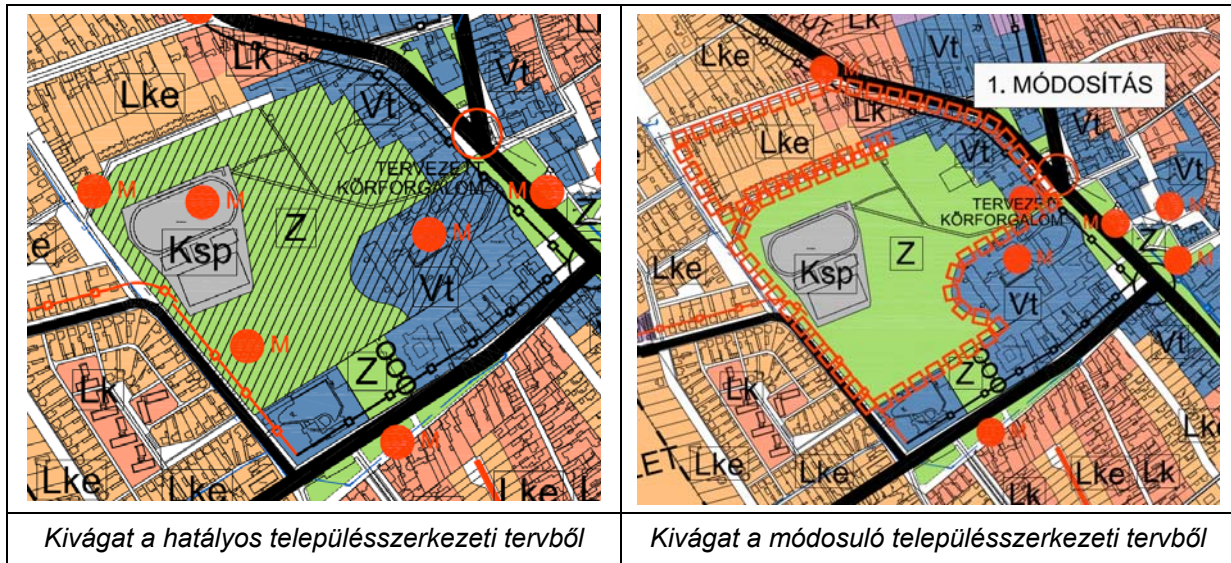 Lke
Lk
Vt
Vt
M
TERVEZETT
KÖRFORGALOM
M
M
Z
Ksp
Z
Vt
M
Lk
Z
M
Lke
Lke
Lke
Lk
Lke
Lk
Vt
1. MÓDOSÍTÁS
Lke
Vt
Vt
Vt
TERVEZETT
KÖRFORGALOM
M
M
Z
Lke
Ksp
Z
M
Vt
Vt
Lk
Z
M
Lke
Lke
Lk
Lk
Kivágat a hatályos településszerkezeti tervből
Kivágat a módosuló településszerkezeti tervből